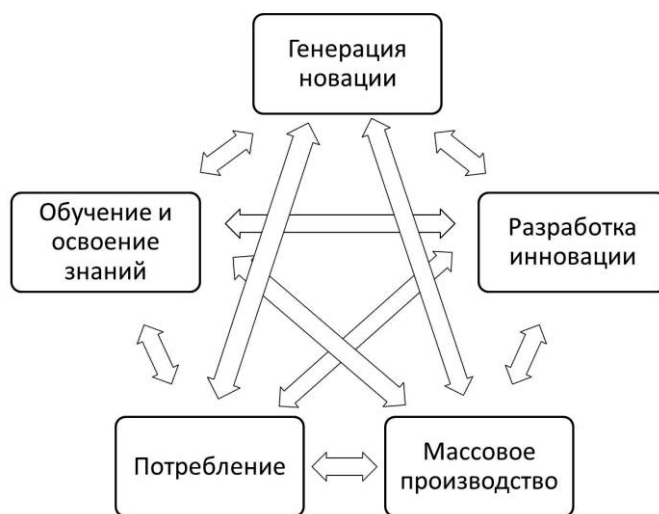 Генерация
новации
Обучение и
освоение
знаний
Разработка
инновации
Потребление
Массовое
производство